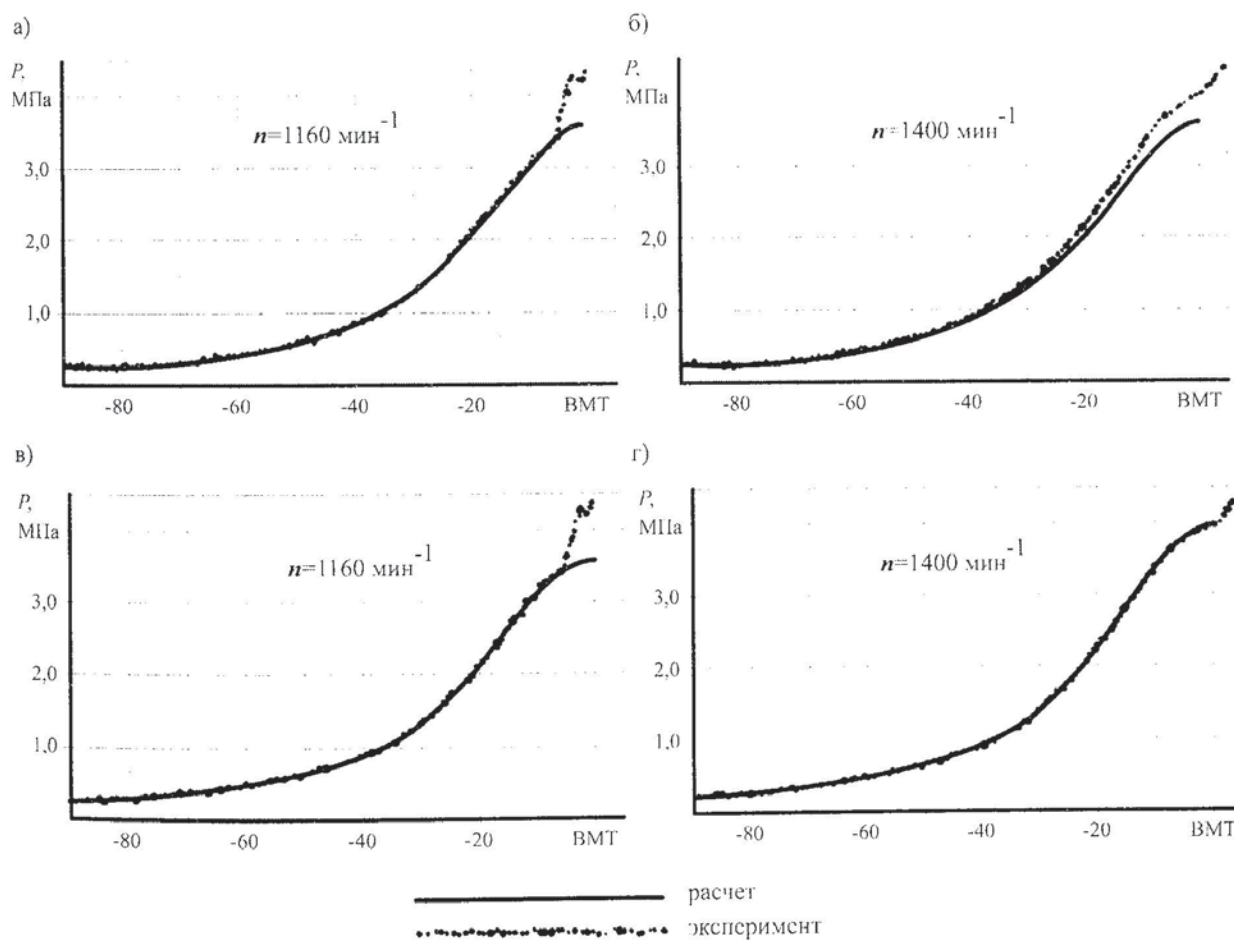 а)
P,
МПа
n=1160 мин-1
3,0
2,0
1,0
-80
-60
-40
-20
ВМТ
б)
P,
МПа
n=1400 мин-1
3,0
2,0
1,0
-80
-60
-40
-20
ВМТ
в)
P,
МПа
n=1160 мин-1
3,0
2,0
1,0
-80
-60
-40
-20
ВМТ
г)
P,
МПа
n=1400 мин-1
3,0
2,0
1,0
-80
-60
-40
-20
ВМТ
расчет
эксперимент